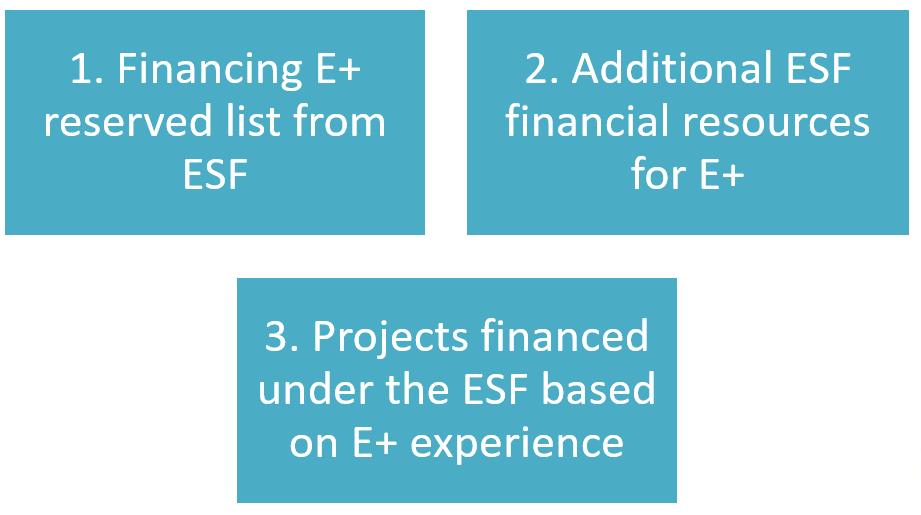 1. Financing E+
reserved list from
ESF
2. Additional ESF
financial resources
for E+
3. Projects financed
under the ESF based
on E+ experience